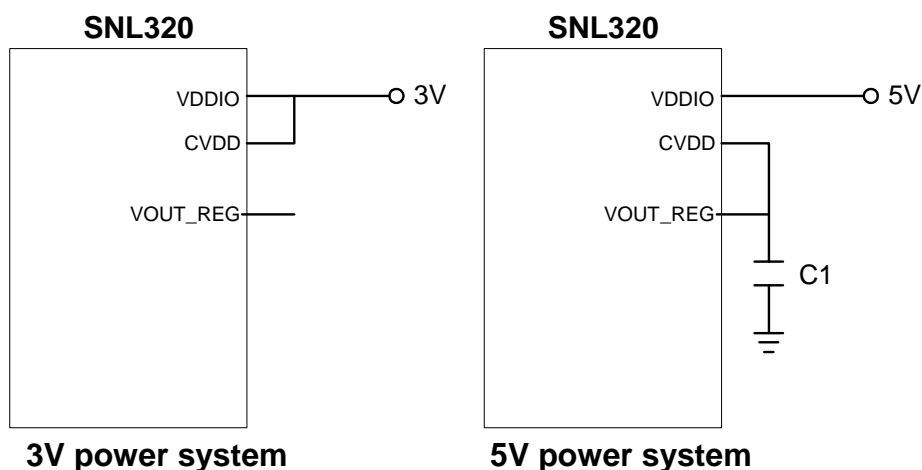 SNL320
VDDIO
3V
CVDD
VOUT_REG
3V power system
SNL320
VDDIO
5V
CVDD
VOUT_REG
C1
5V power system